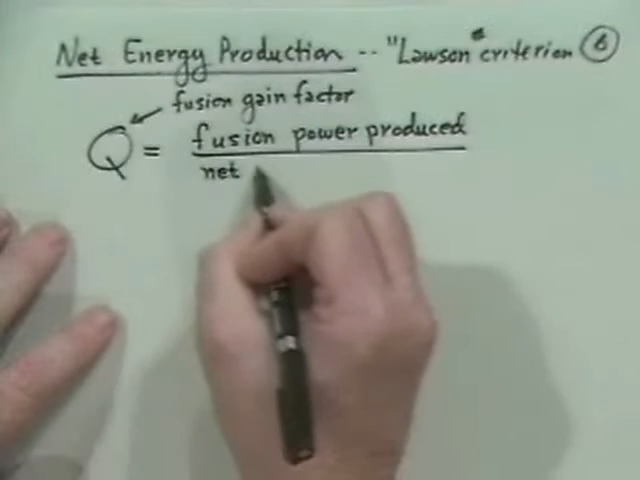 Net Energy Production -- "Lawson" criterion 6
fusion gain factor
Q = fusion power produced
net